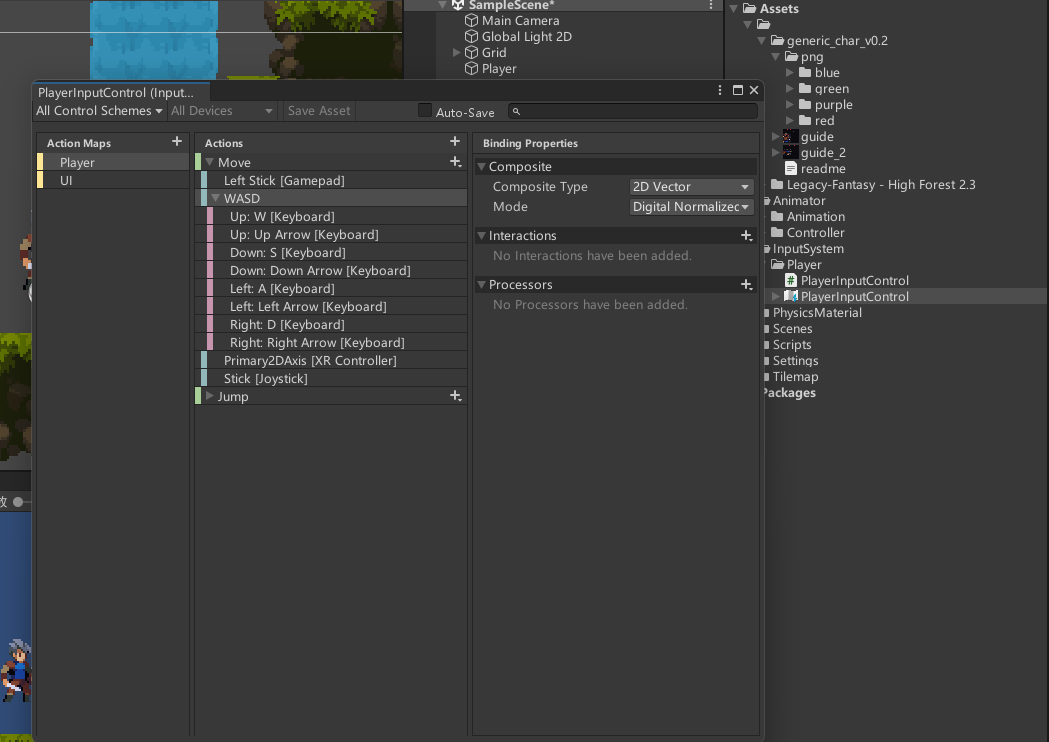 SampleScene*
Main Camera
Global Light 2D
Grid
Player
Assets
generic_char_v0.2
png
blue
green
purple
red
guide
guide_2
readme
Legacy-Fantasy - High Forest 2.3
Animator
Animation
Controller
InputSystem
Player
PlayerInputControl
PlayerInputControl
PhysicsMaterial
Scenes
Scripts
Settings
Tilemap
Packages
PlayerInputControl (Input...
All Control Schemes
All Devices
Save Asset
Auto-Save
Action Maps
Player
UI
Actions
Move
Left Stick [Gamepad]
WASD
Up: W [Keyboard]
Up: Up Arrow [Keyboard]
Down: S [Keyboard]
Down: Down Arrow [Keyboard]
Left: A [Keyboard]
Left: Left Arrow [Keyboard]
Right: D [Keyboard]
Right: Right Arrow [Keyboard]
Primary2DAxis [XR Controller]
Stick [Joystick]
Jump
Binding Properties
Composite
Composite Type 2D Vector
Mode Digital Normalized
Interactions
No Interactions have been added.
Processors
No Processors have been added.